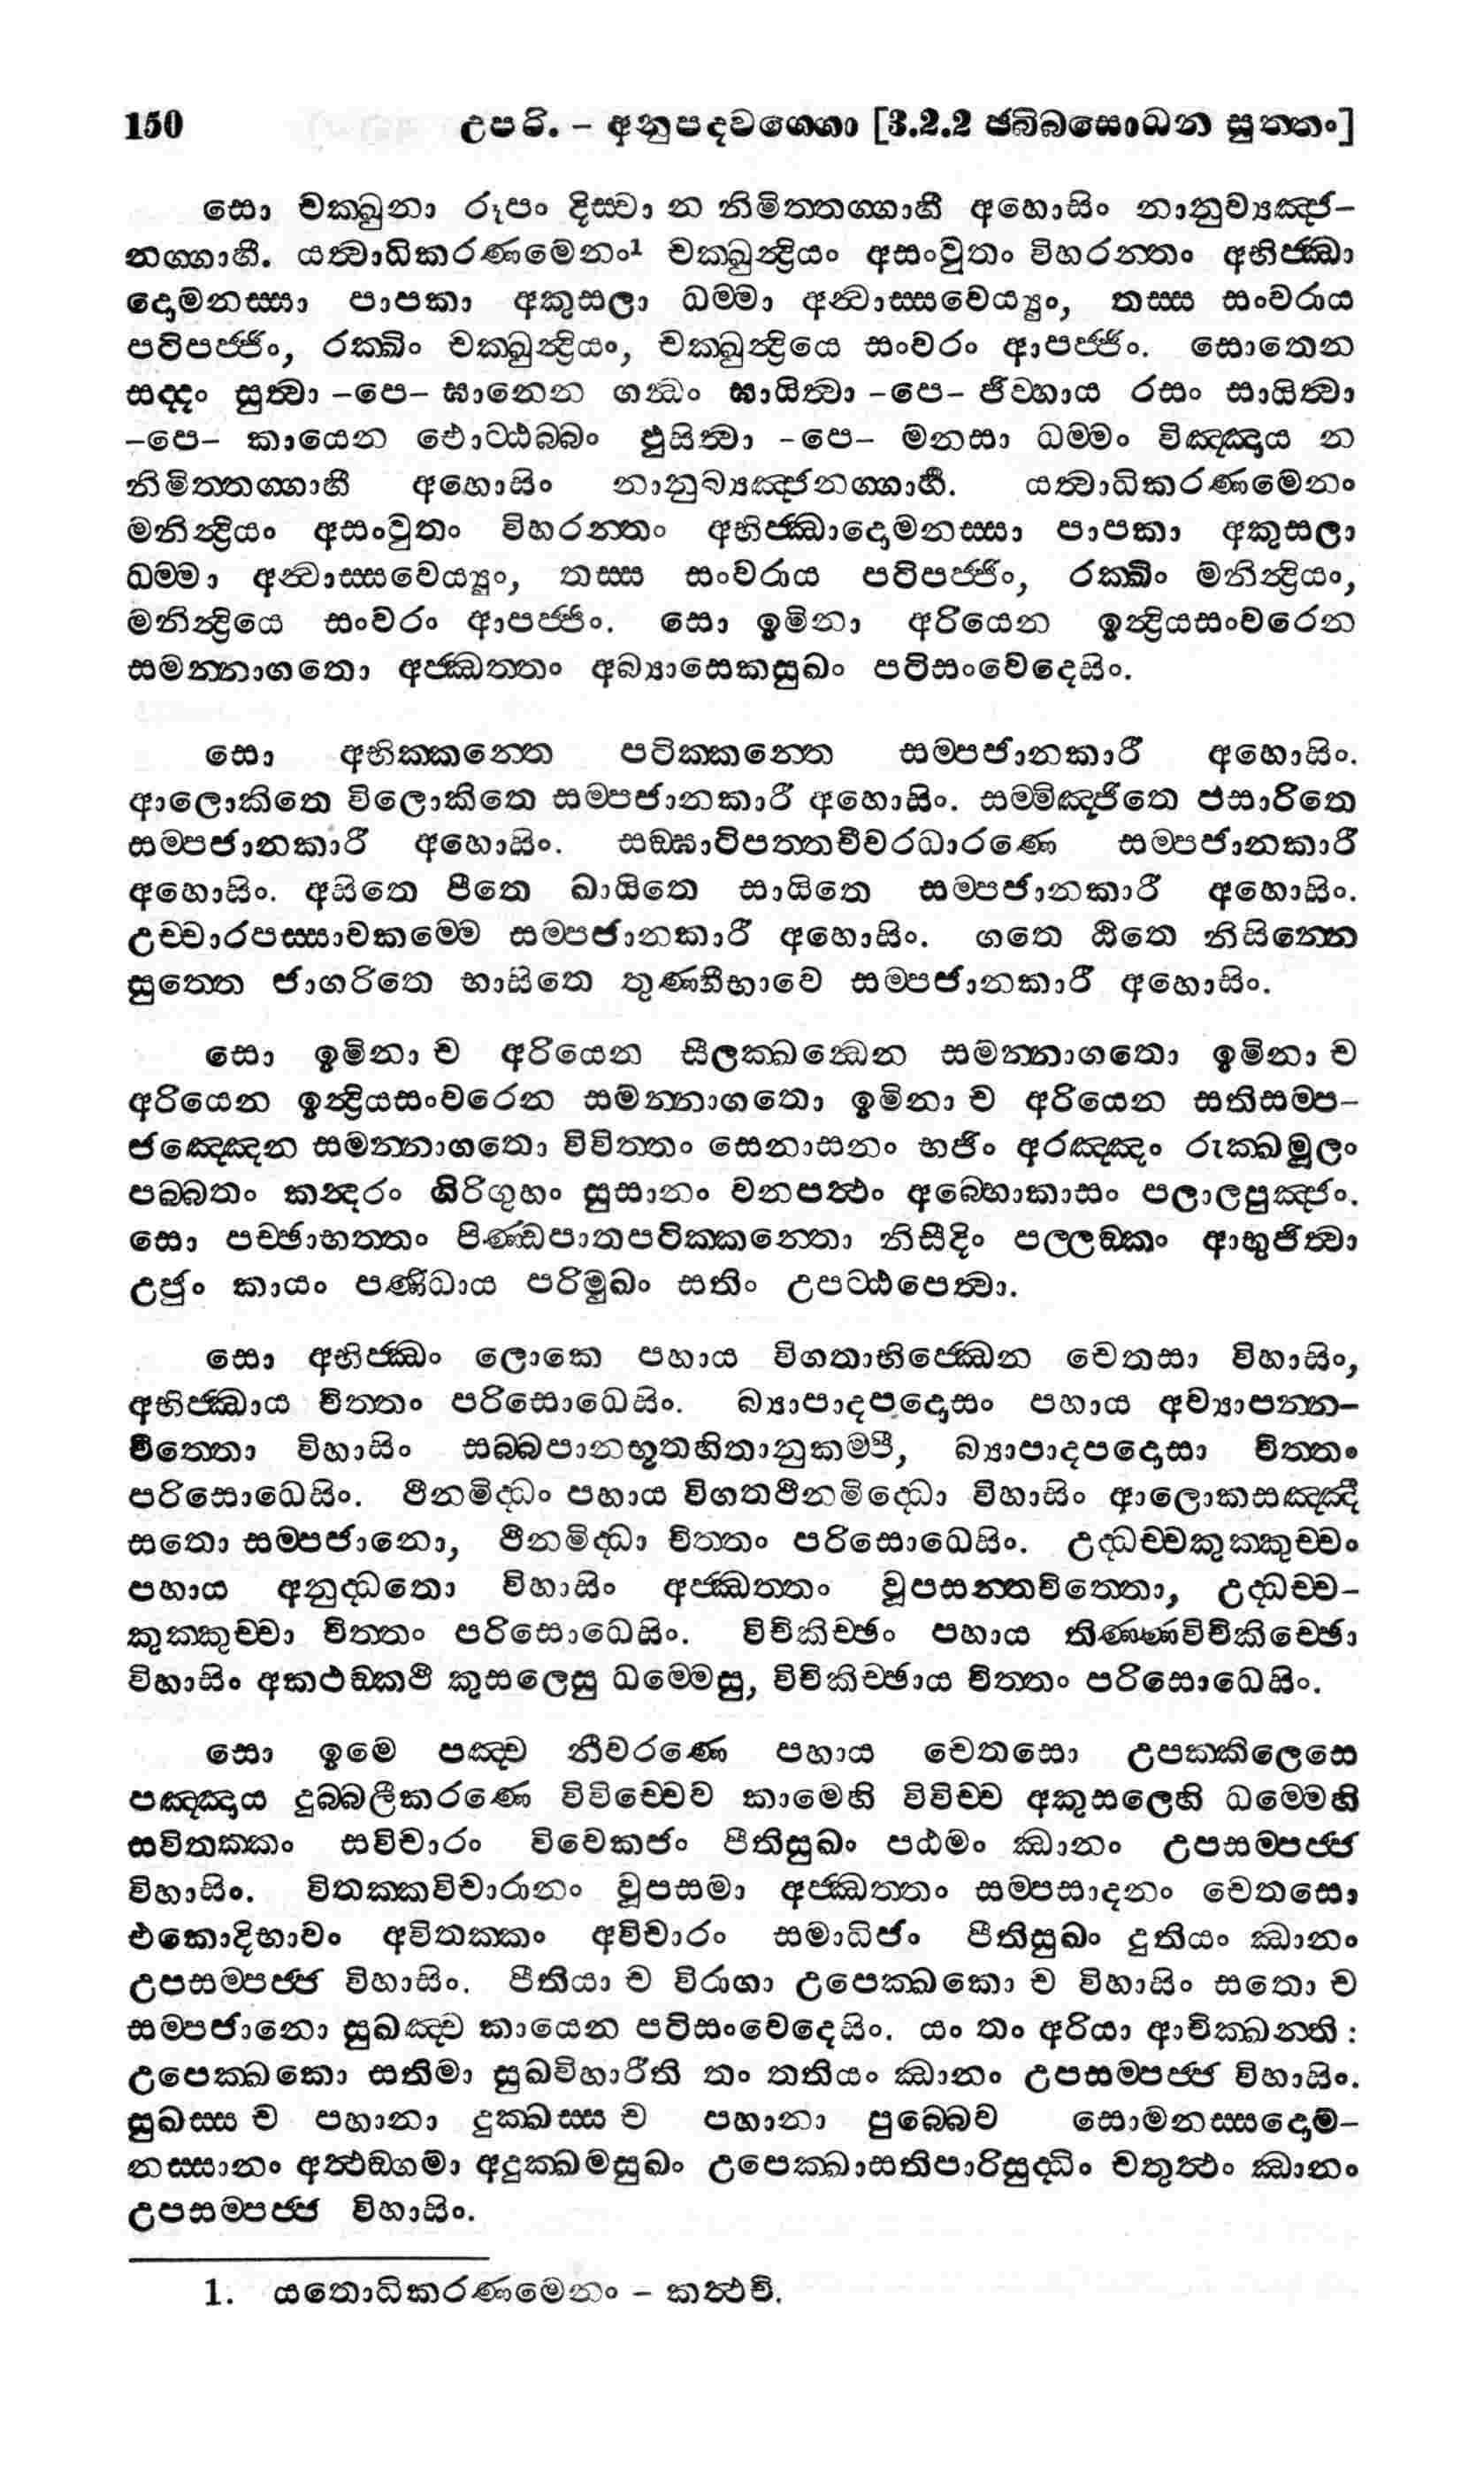 150 උපරි. – අනුපදවග්ගො [3.2.2 ඡබ්බිසොධන සුත්තං]
සො චක්ඛුනා රූපං දිස්වා න නිමිත්තග්ගාහී අහොසිං නානුව්‍යඤ්ජ-
නග්ගාහී. යත්වාධිකරණමෙනං¹ චක්ඛුන්ද්‍රියං අසංවුතං විහරන්තං අභිජ්ඣා
දොමනස්සා පාපකා අකුසලා ධම්මා අන්වාස්සවෙය්‍යුං, තස්ස සංවරාය
පටිපජ්ජිං, රක්ඛිං චක්ඛුන්ද්‍රියං, චක්ඛුන්ද්‍රියෙ සංවරං ආපජ්ජිං. සොතෙන
සද්දං සුත්වා -පෙ- ඝානෙන ගන්ධං ඝායිත්වා -පෙ- ජිව්හාය රසං සායිත්වා
-පෙ- කායෙන ඵොට්ඨබ්බං ඵුසිත්වා -පෙ- මනසා ධම්මං විඤ්ඤාය න
නිමිත්තග්ගාහී අහොසිං නානුබ්‍යඤ්ජනග්ගාහී. යත්වාධිකරණමෙනං
මනින්ද්‍රියං අසංවුතං විහරන්තං අභිජ්ඣාදොමනස්සා පාපකා අකුසලා
ධම්මා අන්වාස්සවෙය්‍යුං, තස්ස සංවරාය පටිපජ්ජිං, රක්ඛිං මනින්ද්‍රියං,
මනින්ද්‍රියෙ සංවරං ආපජ්ජිං. සො ඉමිනා අරියෙන ඉන්ද්‍රියසංවරෙන
සමන්නාගතො අජ්ඣත්තං අබ්‍යාසෙකසුඛං පටිසංවෙදෙසිං.
සො අභික්කන්තෙ පටික්කන්තෙ සම්පජානකාරී අහොසිං.
ආලොකිතෙ විලොකිතෙ සම්පජානකාරී අහොසිං. සම්මිඤ්ජිතෙ පසාරිතෙ
සම්පජානකාරී අහොසිං. සඞ්ඝාටිපත්තචීවරධාරණෙ සම්පජානකාරී
අහොසිං. අසිතෙ පීතෙ ඛායිතෙ සායිතෙ සම්පජානකාරී අහොසිං.
උච්චාරපස්සාවකම්මෙ සම්පජානකාරී අහොසිං. ගතෙ ඨිතෙ නිසින්නෙ
සුත්තෙ ජාගරිතෙ භාසිතෙ තුණ්හීභාවෙ සම්පජානකාරී අහොසිං.
සො ඉමිනා ච අරියෙන සීලක්ඛන්ධෙන සමන්නාගතො ඉමිනා ච
අරියෙන ඉන්ද්‍රියසංවරෙන සමන්නාගතො ඉමිනා ච අරියෙන සතිසම්ප-
ජඤ්ඤෙන සමන්නාගතො විවිත්තං සෙනාසනං භජිං අරඤ්ඤං රුක්ඛමූලං
පබ්බතං කන්දරං ගිරිගුහං සුසානං වනපත්ථං අබ්භොකාසං පලාලපුඤ්ජං.
සො පච්ඡාභත්තං පිණ්ඩපාතපටික්කන්තො නිසීදිං පල්ලඞ්කං ආභුජිත්වා
උජුං කායං පණිධාය පරිමුඛං සතිං උපට්ඨපෙත්වා.
සො අභිජ්ඣං ලොකෙ පහාය විගතාභිජ්ඣෙන චෙතසා විහාසිං,
අභිජ්ඣාය චිත්තං පරිසොධෙසිං. බ්‍යාපාදපදොසං පහාය අව්‍යාපන්න-
චිත්තො විහාසිං සබ්බපානභූතහිතානුකම්පී, බ්‍යාපාදපදොසා චිත්තං
පරිසොධෙසිං. ථීනමිද්ධං පහාය විගතථීනමිද්ධො විහාසිං ආලොකසඤ්ඤී
සතො සම්පජානො, ථීනමිද්ධා චිත්තං පරිසොධෙසිං. උද්ධච්චකුක්කුච්චං
පහාය අනුද්ධතො විහාසිං අජ්ඣත්තං වූපසන්තචිත්තො, උද්ධච්ච-
කුක්කුච්චා චිත්තං පරිසොධෙසිං. විචිකිච්ඡං පහාය තිණ්ණවිචිකිච්ඡො
විහාසිං අකථඞ්කථී කුසලෙසු ධම්මෙසු, විචිකිච්ඡාය චිත්තං පරිසොධෙසිං.
සො ඉමෙ පඤ්ච නීවරණෙ පහාය චෙතසො උපක්කිලෙසෙ
පඤ්ඤාය දුබ්බලීකරණෙ විවිච්චෙව කාමෙහි විවිච්ච අකුසලෙහි ධම්මෙහි
සවිතක්කං සවිචාරං විවෙකජං පීතිසුඛං පඨමං ඣානං උපසම්පජ්ජ
විහාසිං. විතක්කවිචාරානං වූපසමා අජ්ඣත්තං සම්පසාදනං චෙතසො
එකොදිභාවං අවිතක්කං අවිචාරං සමාධිජං පීතිසුඛං දුතියං ඣානං
උපසම්පජ්ජ විහාසිං. පීතියා ච විරාගා උපෙක්ඛකො ච විහාසිං සතො ච
සම්පජානො සුඛඤ්ච කායෙන පටිසංවෙදෙසිං. යං තං අරියා ආචික්ඛන්ති :
උපෙක්ඛකො සතිමා සුඛවිහාරීති තං තතියං ඣානං උපසම්පජ්ජ විහාසිං.
සුඛස්ස ච පහානා දුක්ඛස්ස ච පහානා පුබ්බෙව සොමනස්සදොම-
නස්සානං අත්ථඞ්ගමා අදුක්ඛමසුඛං උපෙක්ඛාසතිපාරිසුද්ධිං චතුත්ථං ඣානං
උපසම්පජ්ජ විහාසිං.
1. යතොධිකරණමෙනං – කත්ථචි.